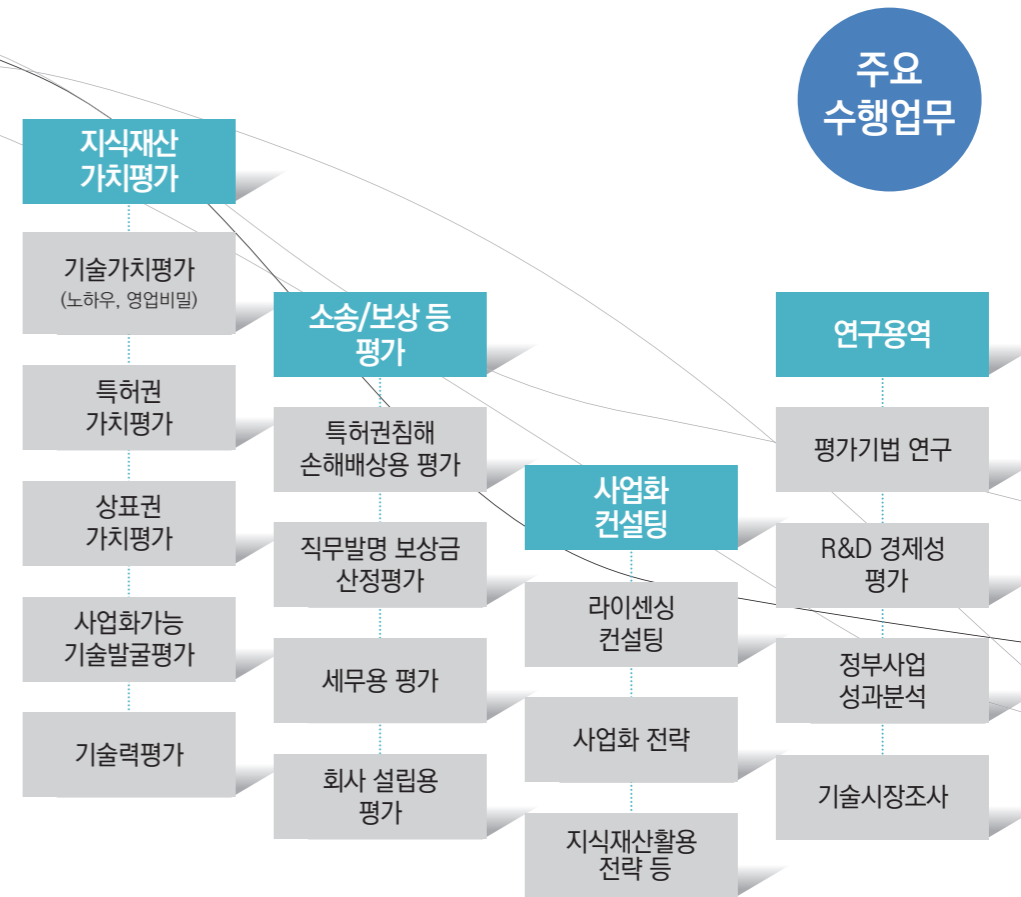 주요
수행업무
지식재산
가치평가
기술가치평가
(노하우, 영업비밀)
특허권
가치평가
상표권
가치평가
사업화가능
기술발굴평가
기술력평가
소송/보상 등
평가
특허권침해
손해배상용 평가
직무발명 보상금
산정평가
세무용 평가
회사 설립용
평가
사업화
컨설팅
라이센싱
컨설팅
사업화 전략
지식재산활용
전략 등
연구용역
평가기법 연구
R&D 경제성
평가
정부사업
성과분석
기술시장조사